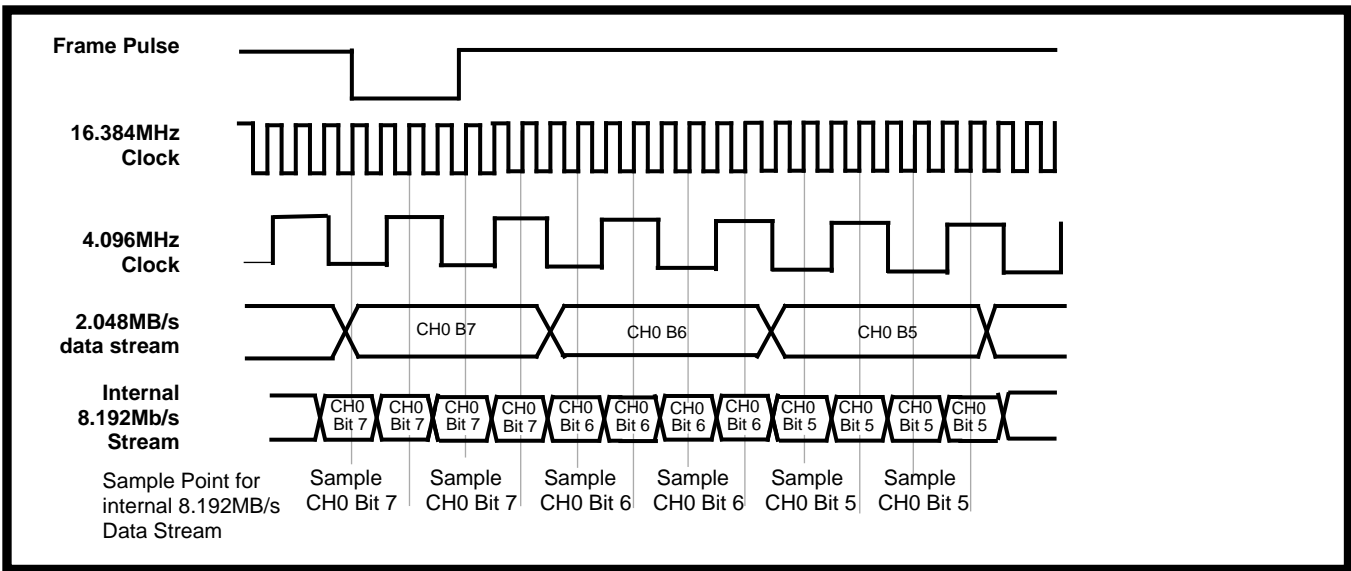 Frame Pulse
16.384MHz
Clock
4.096MHz
Clock
2.048MB/s
data stream
CH0 B7 CH0 B6 CH0 B5
Internal
8.192Mb/s
Stream
CH0 CH0 CH0 CH0 CH0 CH0 CH0 CH0 CH0 CH0 CH0 CH0
Bit 7 Bit 7 Bit 7 Bit 7 Bit 6 Bit 6 Bit 6 Bit 6 Bit 5 Bit 5 Bit 5 Bit 5
Sample Point for
internal 8.192MB/s
Data Stream
Sample Sample Sample Sample Sample Sample
CH0 Bit 7 CH0 Bit 7 CH0 Bit 6 CH0 Bit 6 CH0 Bit 5 CH0 Bit 5